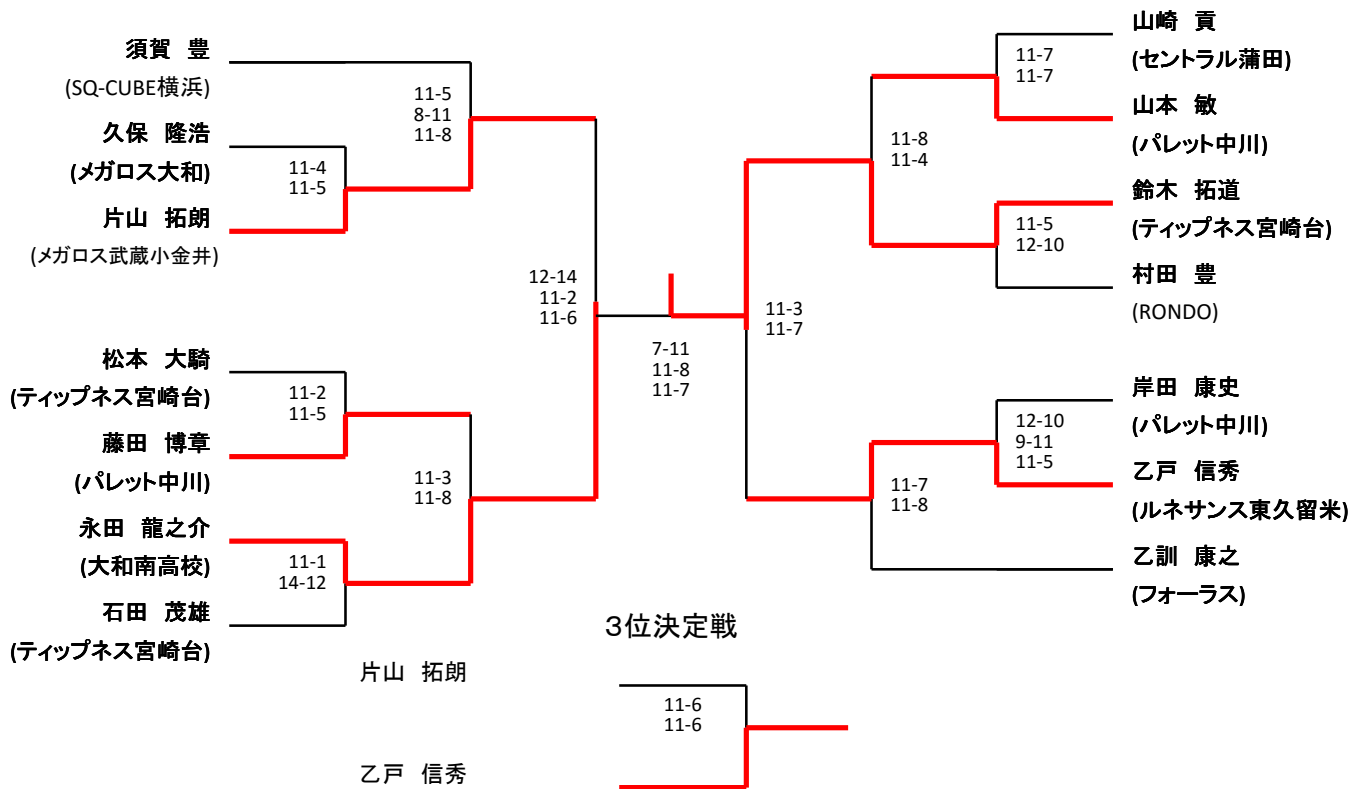 須賀　豊
(SQ-CUBE横浜)
久保　隆浩
(メガロス大和)
片山　拓朗
(メガロス武蔵小金井)
11-4
11-5
11-5
8-11
11-8
松本　大騎
(ティップネス宮崎台)
藤田　博章
(パレット中川)
永田　龍之介
(大和南高校)
石田　茂雄
(ティップネス宮崎台)
11-2
11-5
11-1
14-12
11-3
11-8
12-14
11-2
11-6
7-11
11-8
11-7
山崎　貢
(セントラル蒲田)
山本　敏
(パレット中川)
鈴木　拓道
(ティップネス宮崎台)
村田　豊
(RONDO)
11-7
11-7
11-5
12-10
11-8
11-4
11-3
11-7
岸田　康史
(パレット中川)
乙戸　信秀
(ルネサンス東久留米)
乙訓　康之
(フォーラス)
12-10
9-11
11-5
11-7
11-8
3位決定戦
片山　拓朗
乙戸　信秀
11-6
11-6